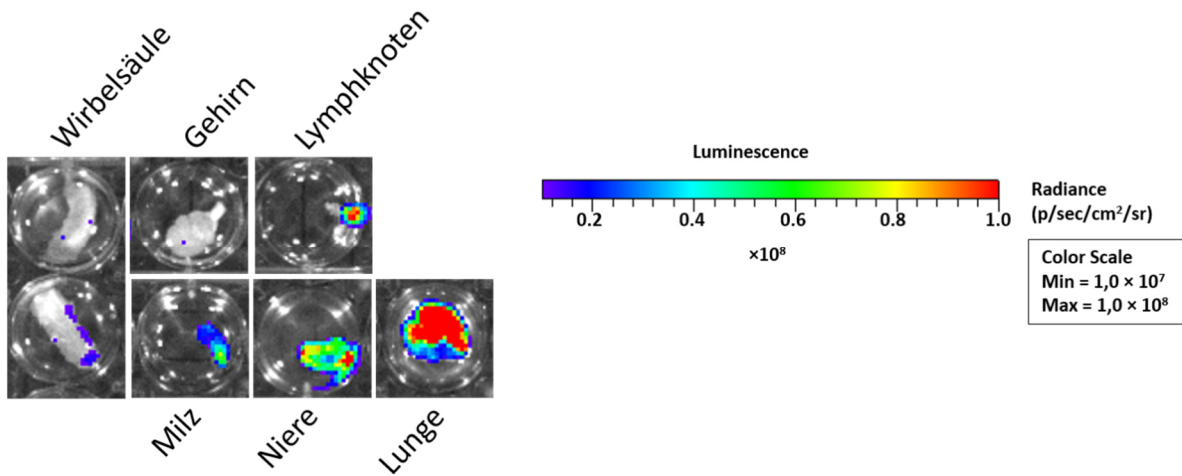 Wirbelsäule
Gehirn
Lymphknoten
Milz
Niere
Lunge
Luminescence
0.2 0.4 0.6 0.8 1.0
×10⁸
Radiance
(p/sec/cm²/sr)
Color Scale
Min = 1,0 × 10⁷
Max = 1,0 × 10⁸